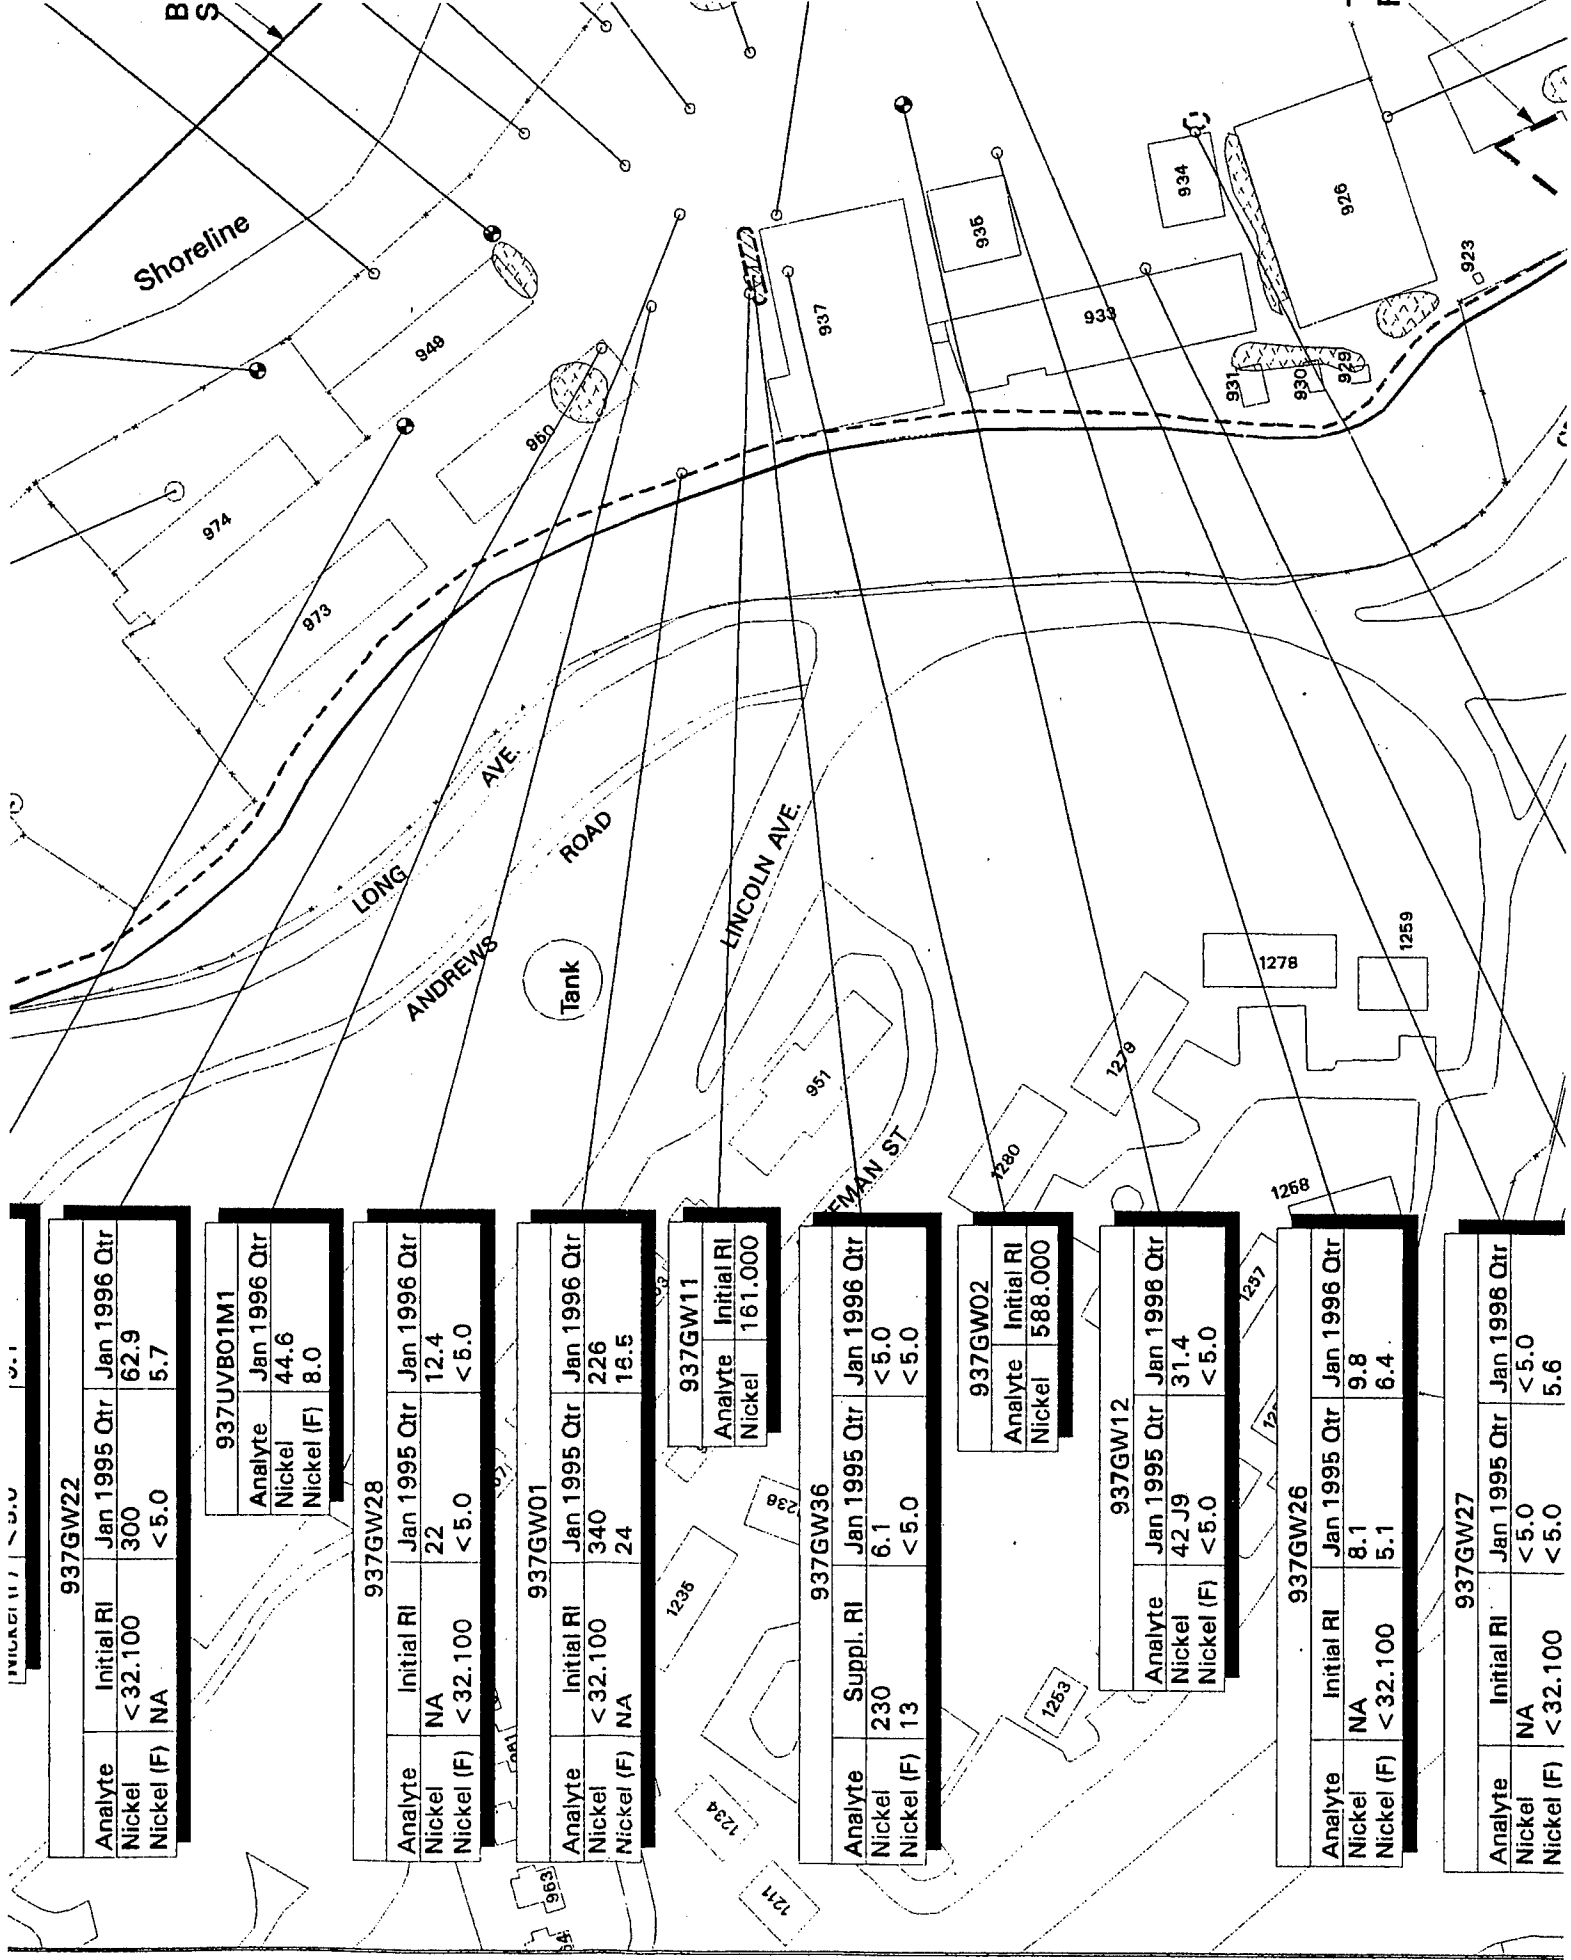 B
S
Shoreline
949
974
950
973
937
935
934
933
926
923
931
930
929
LONG AVE.
ANDREWS ROAD
LINCOLN AVE.
Tank
951
EMAN ST
1278
1259
1279
1280
1258
1257
1235
1234
1211
1253
963
238
937GW22
Analyte Initial RI Jan 1995 Qtr Jan 1996 Qtr
Nickel <32.100 300 62.9
Nickel (F) NA <5.0 5.7
937UVB01M1
Analyte Jan 1996 Qtr
Nickel 44.6
Nickel (F) 8.0
937GW28
Analyte Initial RI Jan 1995 Qtr Jan 1996 Qtr
Nickel NA 22 12.4
Nickel (F) <32.100 <5.0 <5.0
937GW01
Analyte Initial RI Jan 1995 Qtr Jan 1996 Qtr
Nickel <32.100 340 226
Nickel (F) NA 24 18.5
937GW11
Analyte Initial RI
Nickel 161.000
937GW36
Analyte Suppl. RI Jan 1995 Qtr Jan 1996 Qtr
Nickel 230 6.1 <5.0
Nickel (F) 13 <5.0 <5.0
937GW02
Analyte Initial RI
Nickel 588.000
937GW12
Analyte Jan 1995 Qtr Jan 1996 Qtr
Nickel 42 J9 31.4
Nickel (F) <5.0 <5.0
937GW26
Analyte Initial RI Jan 1995 Qtr Jan 1996 Qtr
Nickel NA 8.1 9.8
Nickel (F) <32.100 5.1 6.4
937GW27
Analyte Initial RI Jan 1995 Qtr Jan 1996 Qtr
Nickel NA <5.0 <5.0
Nickel (F) <32.100 <5.0 5.6